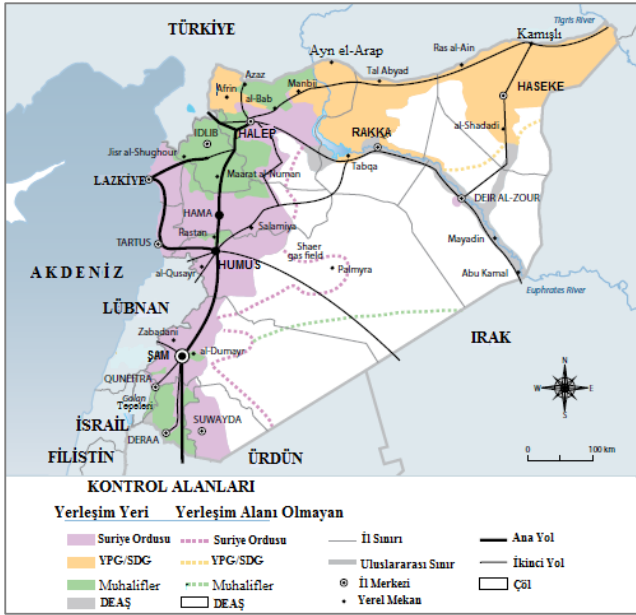 Tigris River
TÜRKİYE
Kamışlı
Ayn el-Arap
Ras al-Ain
Azaz
Tal Abyad
Afrin
Manbij
HASEKE
al-Bab
RAKKA
IDLIB
HALEP
al-Shadadi
Jisr al-Shughour
Tabqa
LAZKİYE
Maarat al-Numan
DEIR AL-ZOUR
HAMA
Salamiya
Rastan
Mayadin
TARTUS
Shaer
gas field
HUMUS
Palmyra
Abu Kamal
AKDENİZ
al-Qusayr
Euphrates River
LÜBNAN
Zabadani
IRAK
ŞAM
al-Dumayr
N
QUNEITRA
W
E
Golan
Tepeleri
S
İSRAİL
SUWAYDA
DERAA
FİLİSTİN
ÜRDÜN
0 100 km
KONTROL ALANLARI
Yerleşim Yeri Yerleşim Alanı Olmayan
Suriye Ordusu Suriye Ordusu İl Sınırı Ana Yol
YPG/SDG YPG/SDG Uluslararası Sınır İkinci Yol
Muhalifler Muhalifler İl Merkezi Çöl
DEAŞ DEAŞ Yerel Mekan